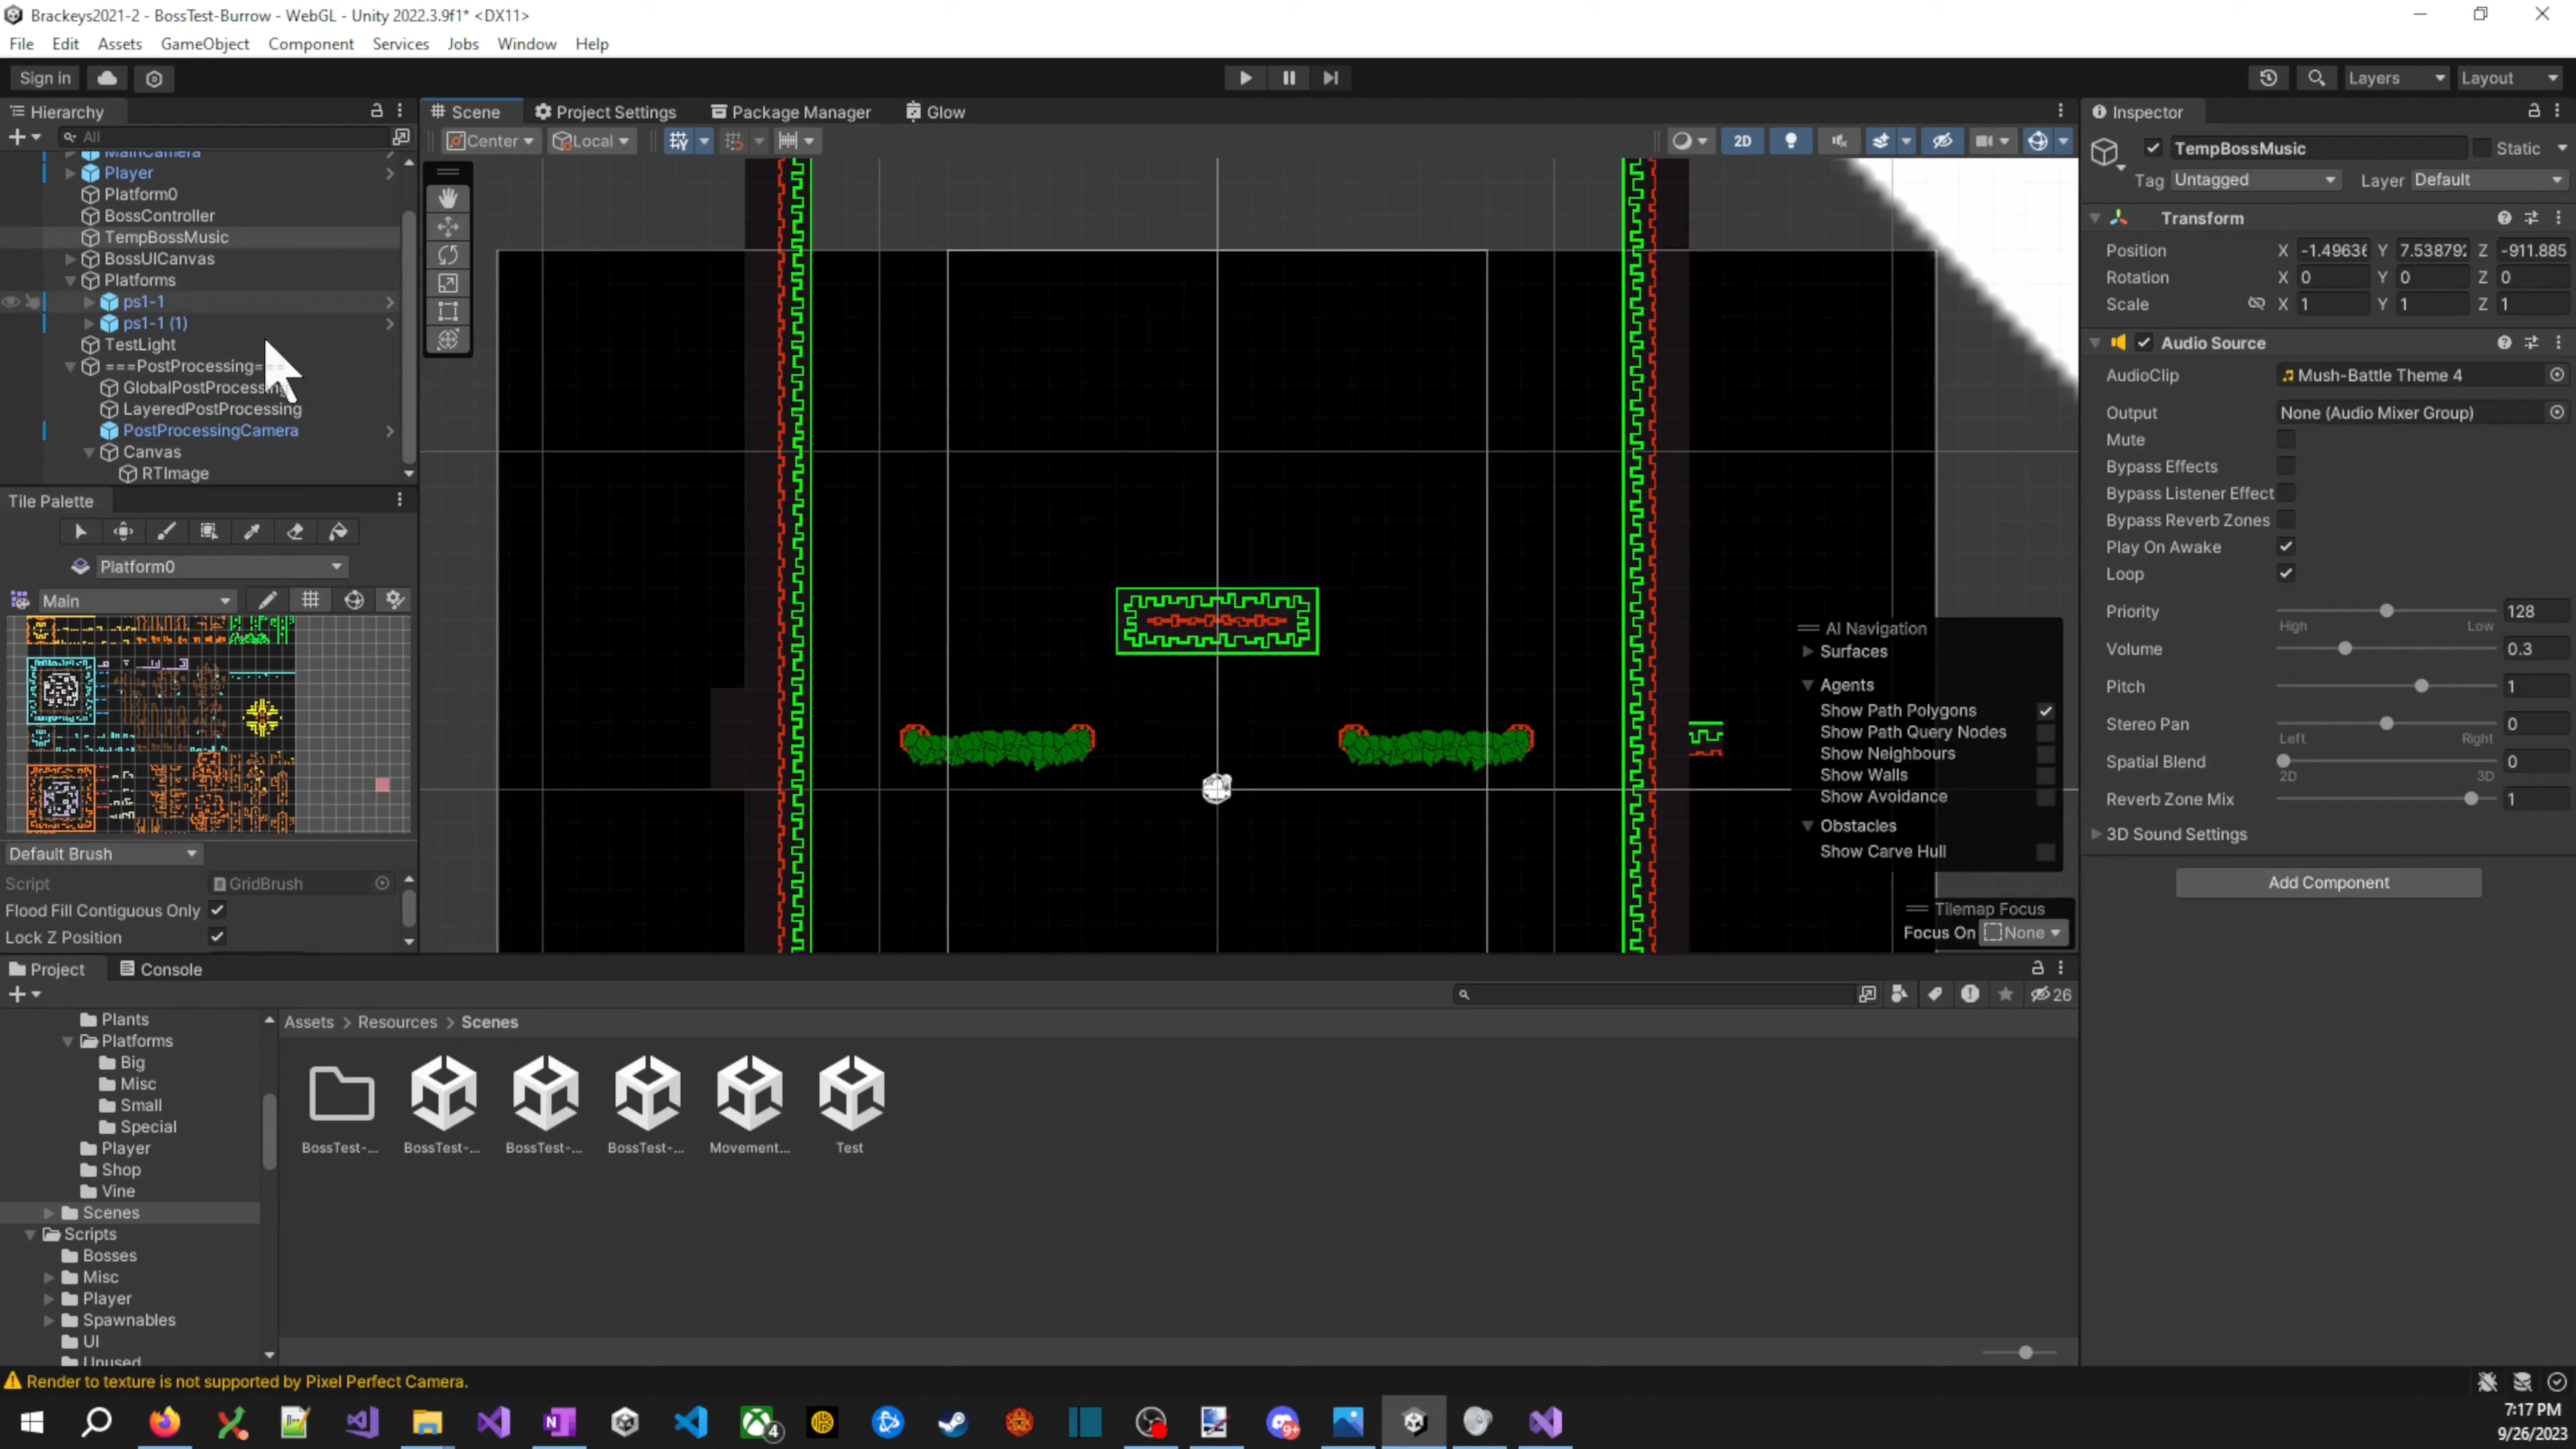 Brackeys2021-2 - BossTest-Burrow - WebGL - Unity 2022.3.9f1* <DX11>
File Edit Assets GameObject Component Services Jobs Window Help
Sign in
Layers Layout
Hierarchy
All
MainCamera
Player
Platform0
BossController
TempBossMusic
BossUICanvas
Platforms
ps1-1
ps1-1 (1)
TestLight
===PostProcessing=
GlobalPostProcessing
LayeredPostProcessing
PostProcessingCamera
Canvas
RTImage
Tile Palette
Platform0
Main
Default Brush
Script GridBrush
Flood Fill Contiguous Only
Lock Z Position
Scene Project Settings Package Manager Glow
Center Local 2D
AI Navigation
Surfaces
Agents
Show Path Polygons
Show Path Query Nodes
Show Neighbours
Show Walls
Show Avoidance
Obstacles
Show Carve Hull
Tilemap Focus
Focus On None
Inspector
TempBossMusic Static
Tag Untagged Layer Default
Transform
Position X -1.4963 Y 7.53879 Z -911.885
Rotation X 0 Y 0 Z 0
Scale X 1 Y 1 Z 1
Audio Source
AudioClip Mush-Battle Theme 4
Output None (Audio Mixer Group)
Mute
Bypass Effects
Bypass Listener Effect
Bypass Reverb Zones
Play On Awake
Loop
Priority 128
High Low
Volume 0.3
Pitch 1
Stereo Pan 0
Left Right
Spatial Blend 0
2D 3D
Reverb Zone Mix 1
3D Sound Settings
Add Component
Project Console
26
Plants
Platforms
Big
Misc
Small
Special
Player
Shop
Vine
Scenes
Scripts
Bosses
Misc
Player
Spawnables
UI
Unused
Assets > Resources > Scenes
BossTest-... BossTest-... BossTest-... BossTest-... Movement... Test
Render to texture is not supported by Pixel Perfect Camera.
4
9+
7:17 PM
9/26/2023